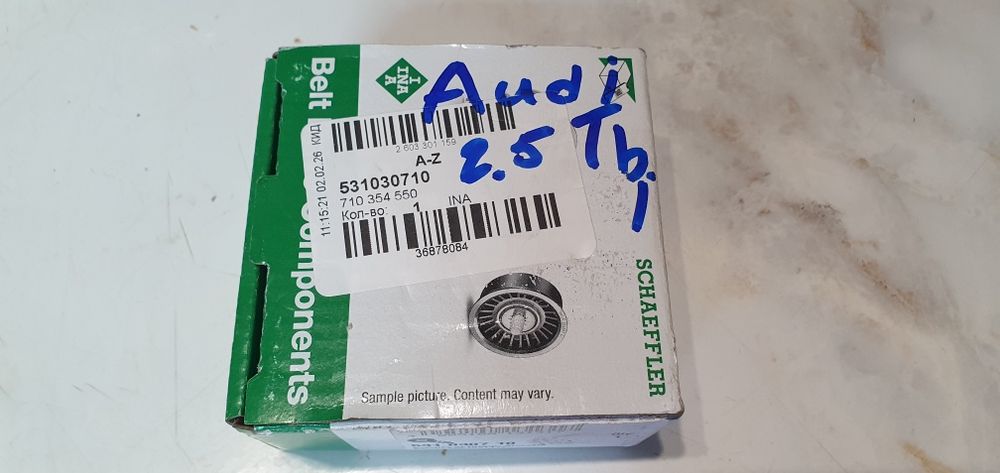 Belt Components
INA
Audi
2.5 Tbi
11:15:21 02.02.26 КИД
2 603 301 159
A-Z
531030710
710 354 550
Кол-во: 1 INA
36878084
SCHAEFFLER
Sample picture. Content may vary.